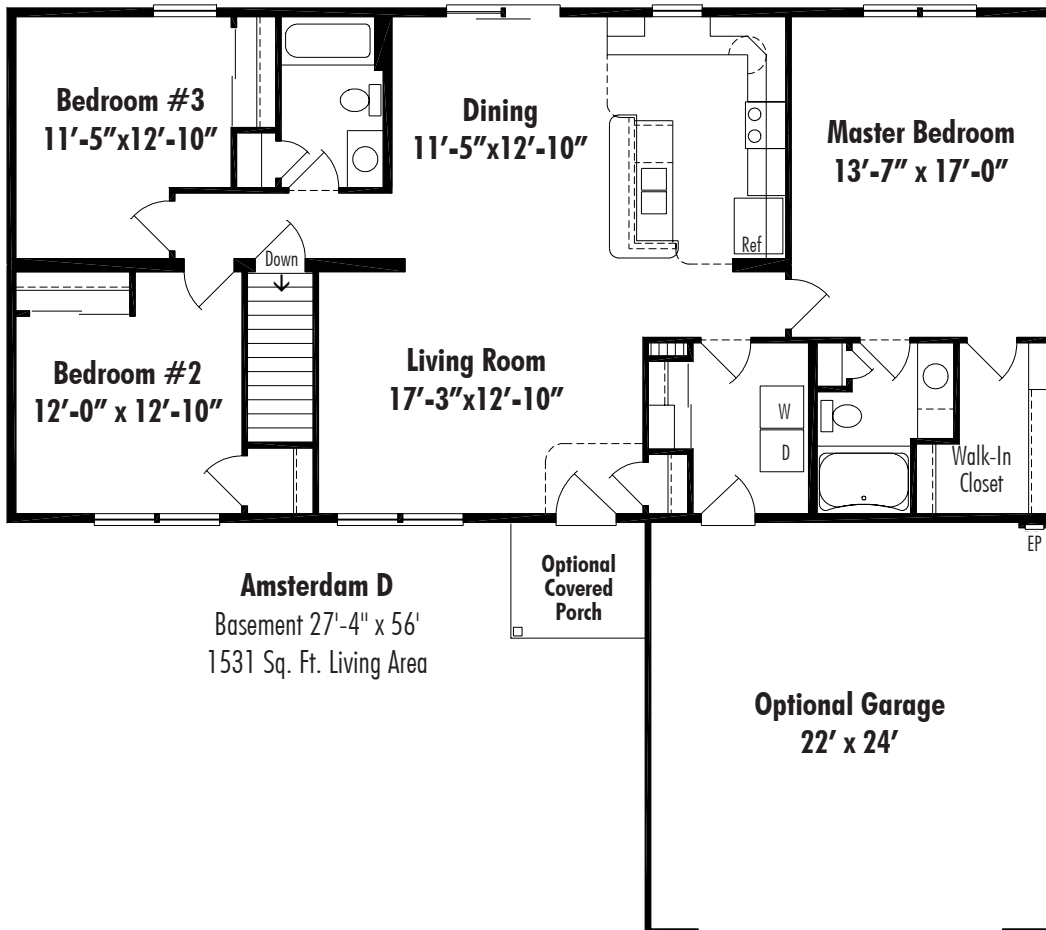 Bedroom #3
11′-5″x12′-10″
Dining
11′-5″x12′-10″
Master Bedroom
13′-7″ x 17′-0″
Ref
Down
Bedroom #2
12′-0″ x 12′-10″
Living Room
17′-3″x12′-10″
W
D
Walk-In
Closet
EP
Amsterdam D
Basement 27'-4" x 56'
1531 Sq. Ft. Living Area
Optional
Covered
Porch
Optional Garage
22′ x 24′